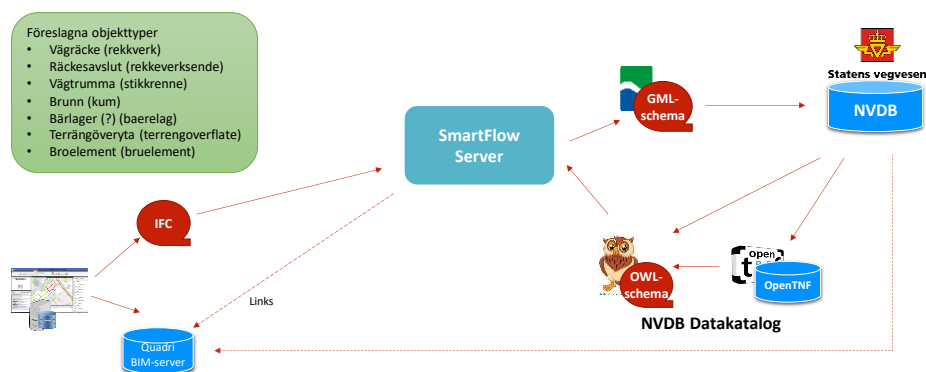 Föreslagna objekttyper
• Vägräcke (rekkverk)
• Räckesavslut (rekkeverksende)
• Vägtrumma (stikkrenne)
• Brunn (kum)
• Bärlager (?) (baerelag)
• Terrängöveryta (terrengoverflate)
• Broelement (bruelement)
SmartFlow
Server
GML-
schema
Statens vegvesen
NVDB
IFC
OWL-
schema
open
OpenTNF
NVDB Datakatalog
Links
Quadri
BIM-server